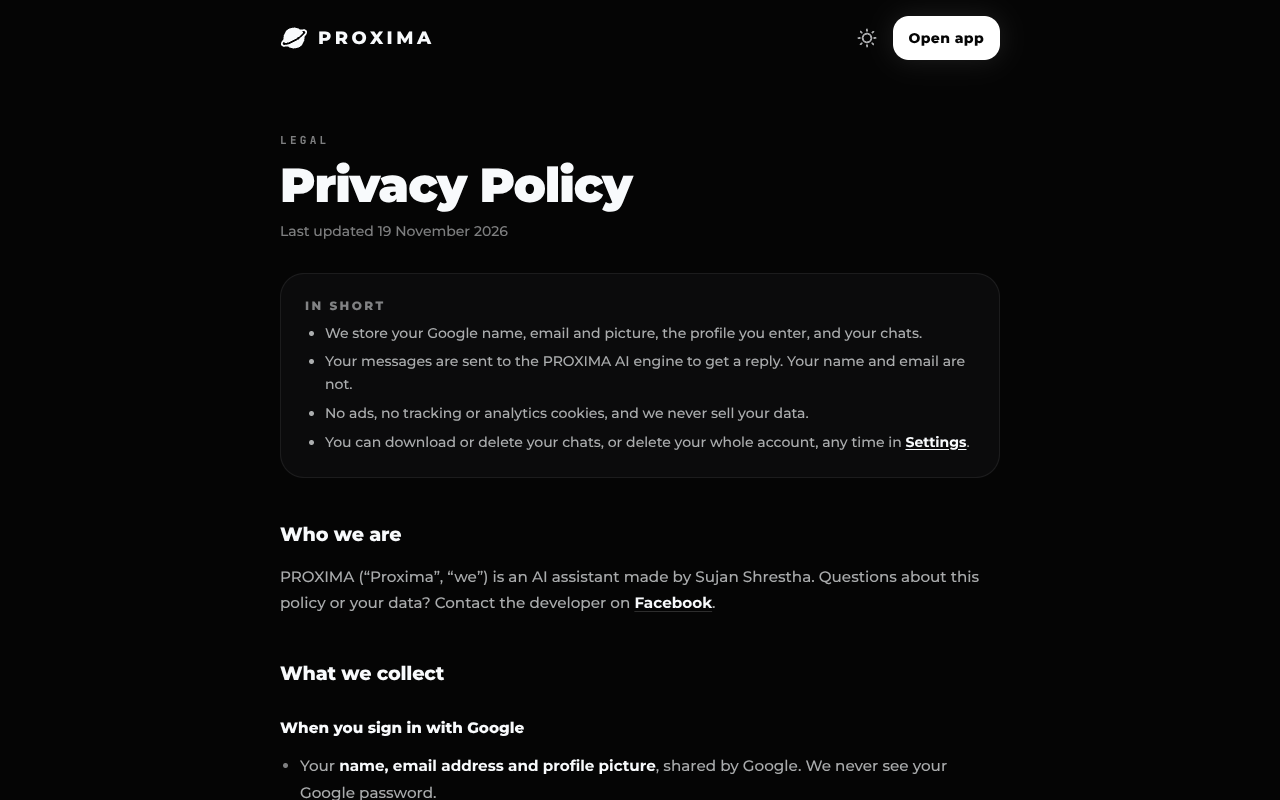 PROXIMA
Open app
LEGAL
Privacy Policy
Last updated 19 November 2026
IN SHORT
We store your Google name, email and picture, the profile you enter, and your chats.
Your messages are sent to the PROXIMA AI engine to get a reply. Your name and email are
not.
No ads, no tracking or analytics cookies, and we never sell your data.
You can download or delete your chats, or delete your whole account, any time in Settings.
Who we are
PROXIMA (“Proxima”, “we”) is an AI assistant made by Sujan Shrestha. Questions about this
policy or your data? Contact the developer on Facebook.
What we collect
When you sign in with Google
Your name, email address and profile picture, shared by Google. We never see your
Google password.